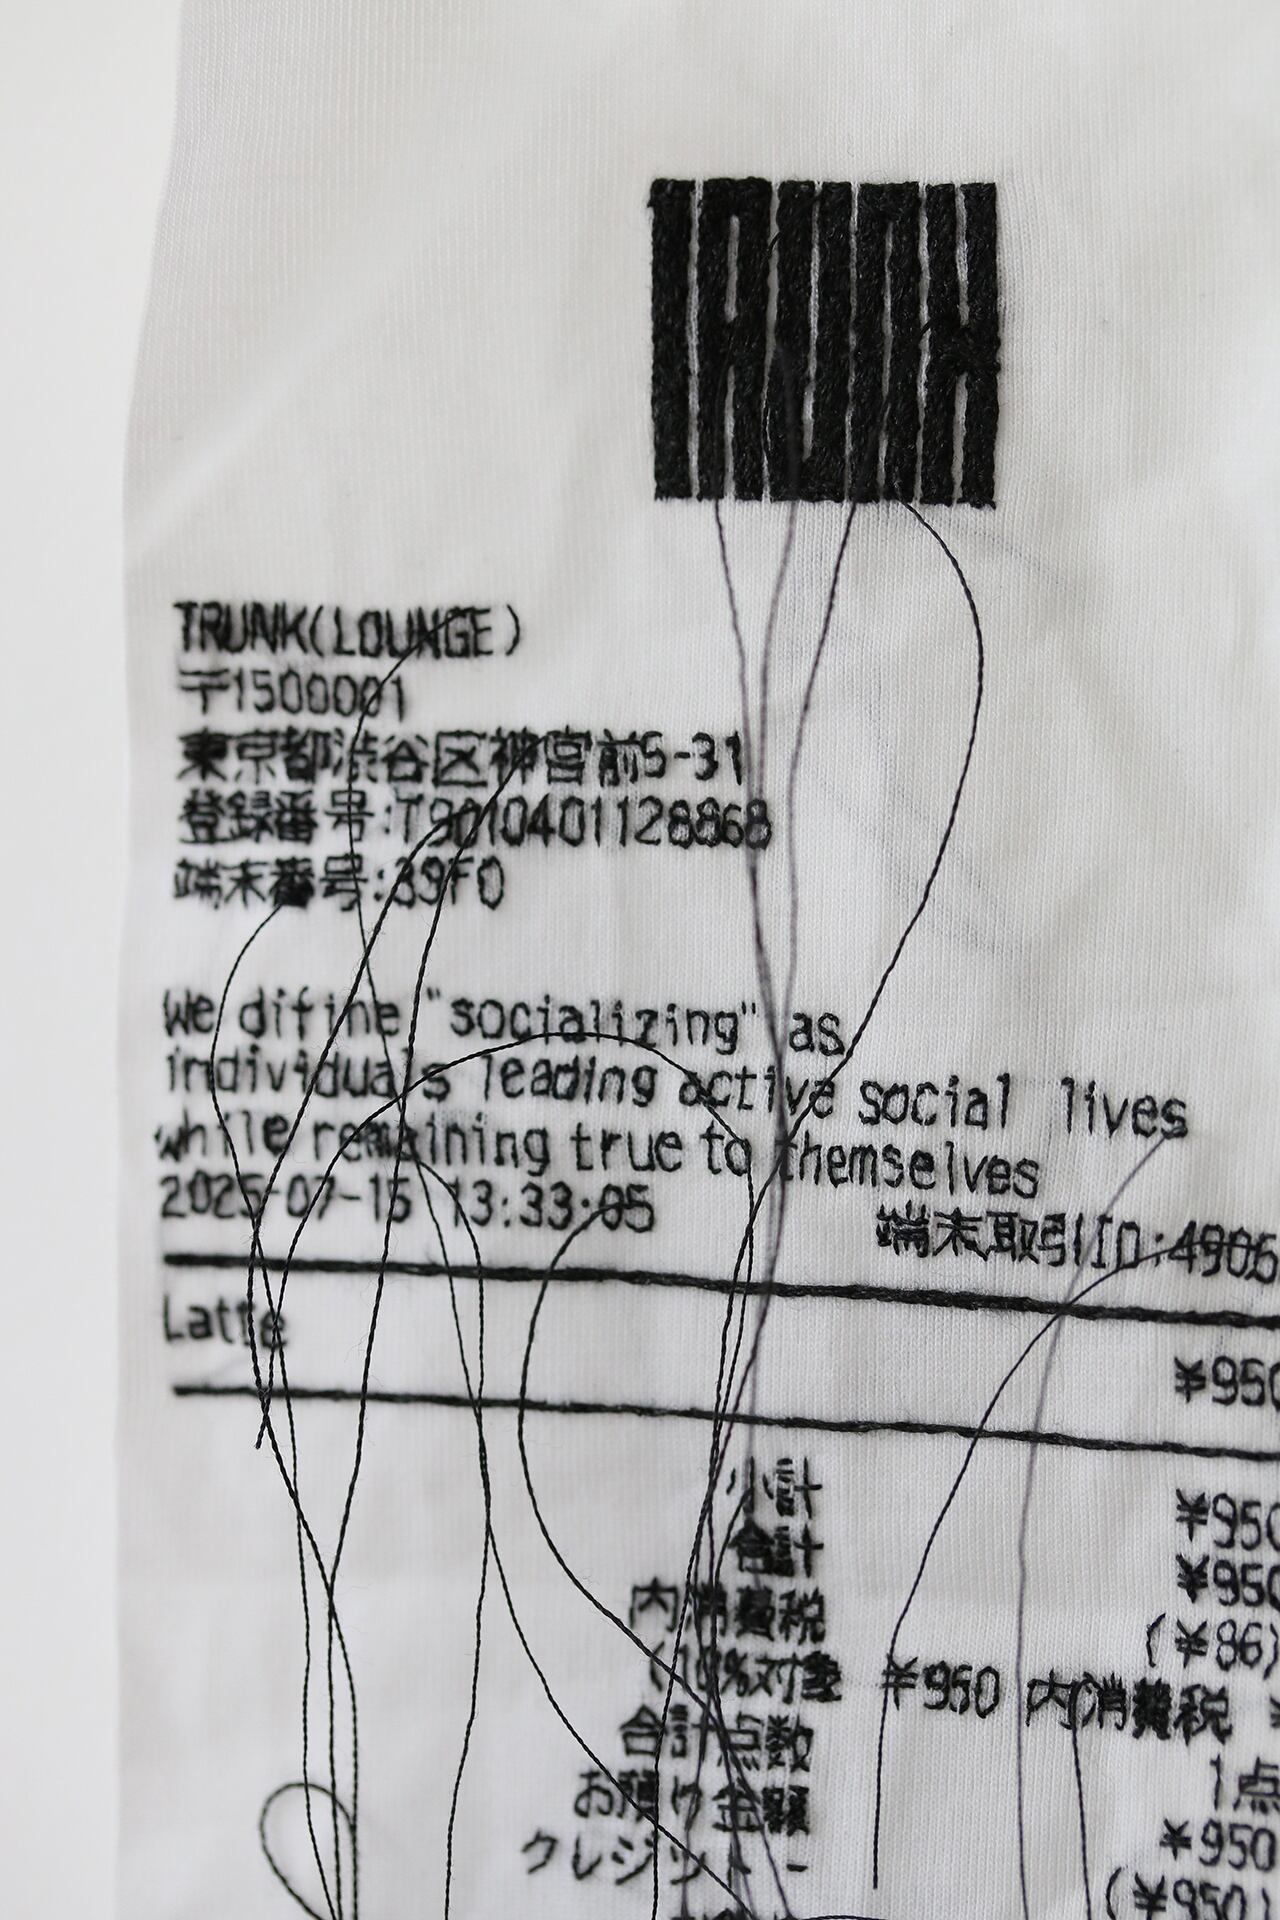 TRUNK
TRUNK(LOUNGE)
〒1500001
東京都渋谷区神宮前5-31
登録番号:T9010401128868
端末番号:39F0
We difine "socializing" as
individuals leading active social lives
while remaining true to themselves
2025-07-15 13:33:05
端末取引ID:4906
Latte
¥950
小計 ¥950
合計 ¥950
内消費税 (¥86)
(10%対象 ¥950 内消費税 ¥
合計点数 1点
お預り金額 ¥950
クレジット (¥950)